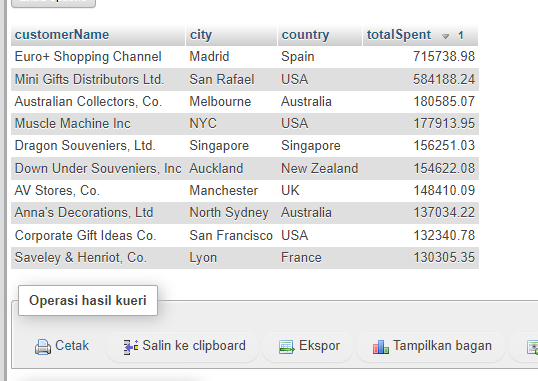 customerName city country totalSpent 1
Euro+ Shopping Channel Madrid Spain 715738.98
Mini Gifts Distributors Ltd. San Rafael USA 584188.24
Australian Collectors, Co. Melbourne Australia 180585.07
Muscle Machine Inc NYC USA 177913.95
Dragon Souveniers, Ltd. Singapore Singapore 156251.03
Down Under Souveniers, Inc Auckland New Zealand 154622.08
AV Stores, Co. Manchester UK 148410.09
Anna's Decorations, Ltd North Sydney Australia 137034.22
Corporate Gift Ideas Co. San Francisco USA 132340.78
Saveley & Henriot, Co. Lyon France 130305.35
Operasi hasil kueri
Cetak Salin ke clipboard Ekspor Tampilkan bagan